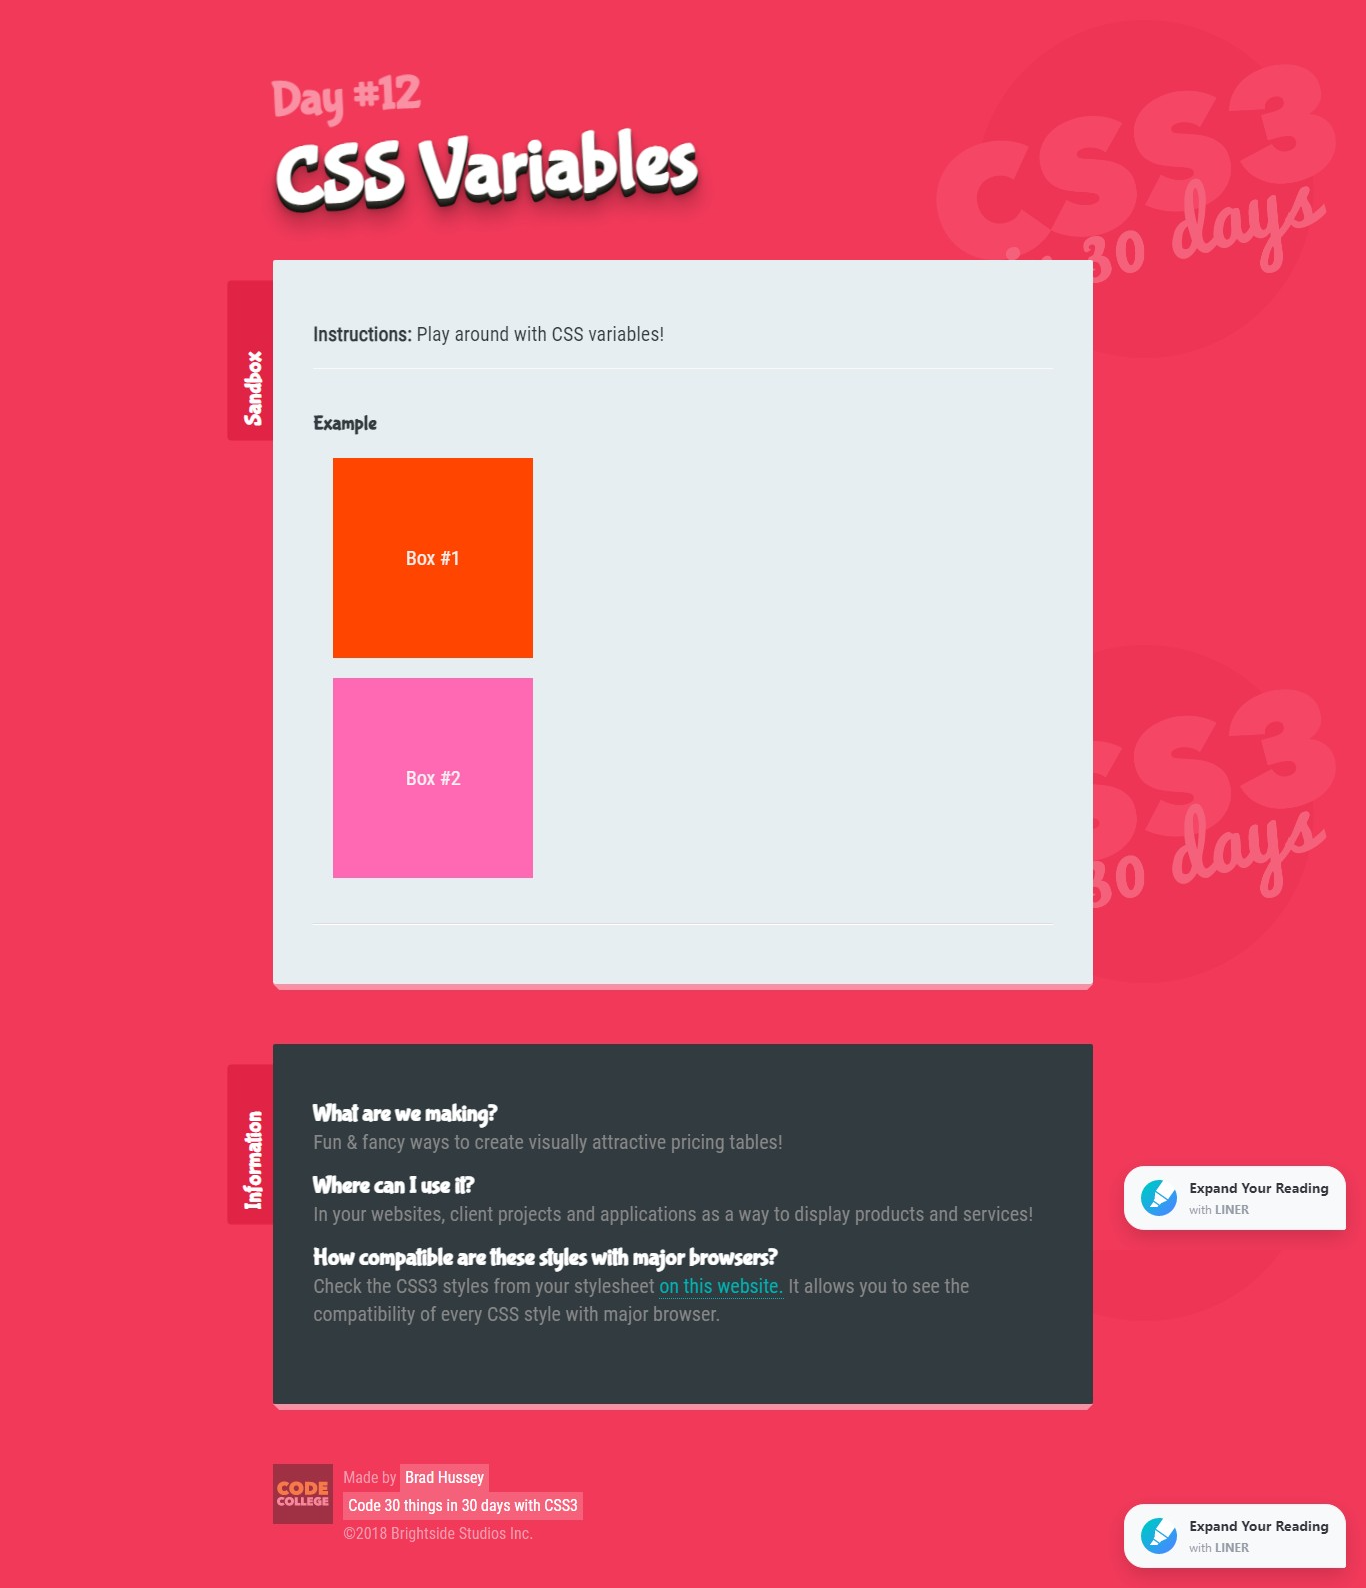 Day #12
CSS Variables
CSS3
30 days
Sandbox
Instructions: Play around with CSS variables!
Example
Box #1
Box #2
SS3
30 days
Information
What are we making?
Fun & fancy ways to create visually attractive pricing tables!
Where can I use it?
In your websites, client projects and applications as a way to display products and services!
How compatible are these styles with major browsers?
Check the CSS3 styles from your stylesheet on this website. It allows you to see the
compatibility of every CSS style with major browser.
Expand Your Reading
with LINER
CODE
COLLEGE
Made by Brad Hussey
Code 30 things in 30 days with CSS3
©2018 Brightside Studios Inc.
Expand Your Reading
with LINER